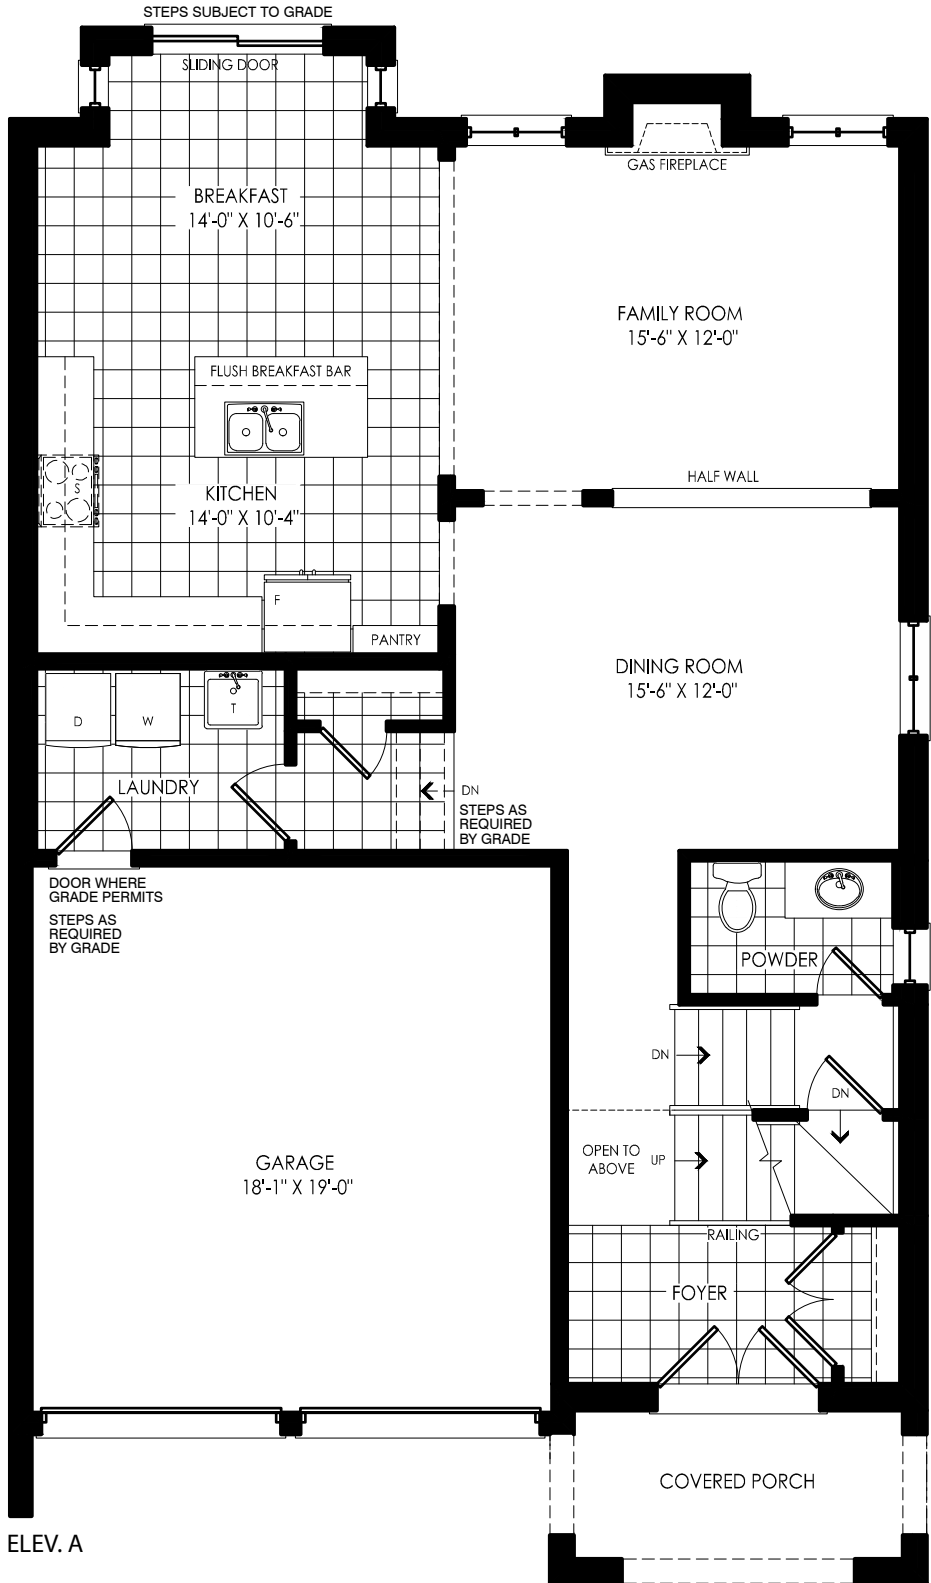 STEPS SUBJECT TO GRADE
SLIDING DOOR
GAS FIREPLACE
BREAKFAST
14'-0" X 10'-6"
FAMILY ROOM
15'-6" X 12'-0"
FLUSH BREAKFAST BAR
HALF WALL
S
KITCHEN
14'-0" X 10'-4"
F
PANTRY
DINING ROOM
15'-6" X 12'-0"
D
W
T
LAUNDRY
DN
STEPS AS
REQUIRED
BY GRADE
DOOR WHERE
GRADE PERMITS
STEPS AS
REQUIRED
BY GRADE
POWDER
DN
DN
OPEN TO
ABOVE
UP
GARAGE
18'-1" X 19'-0"
RAILING
FOYER
COVERED PORCH
ELEV. A